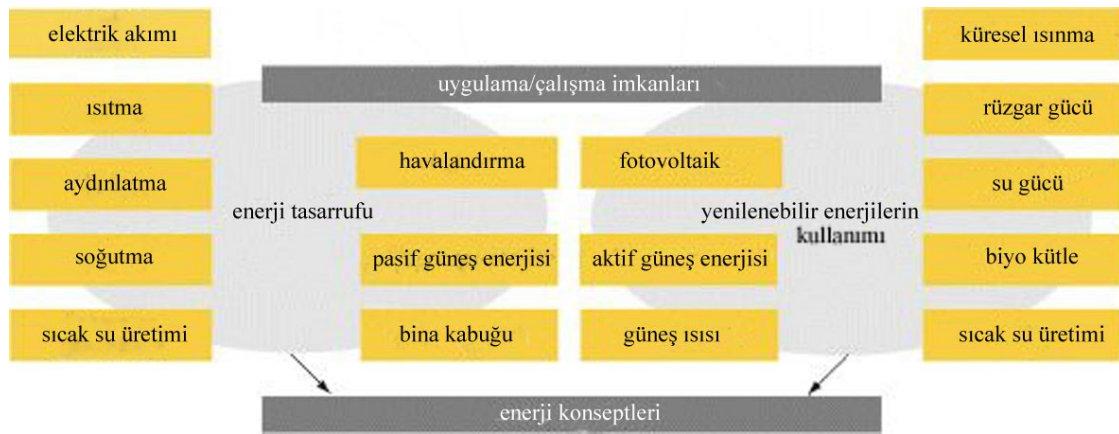 elektrik akımı
ısıtma
aydınlatma
soğutma
sıcak su üretimi
uygulama/çalışma imkanları
enerji tasarrufu
havalandırma
pasif güneş enerjisi
bina kabuğu
fotovoltaik
aktif güneş enerjisi
güneş ısısı
yenilenebilir enerjilerin
kullanımı
küresel ısınma
rüzgar gücü
su gücü
biyo kütle
sıcak su üretimi
enerji konseptleri